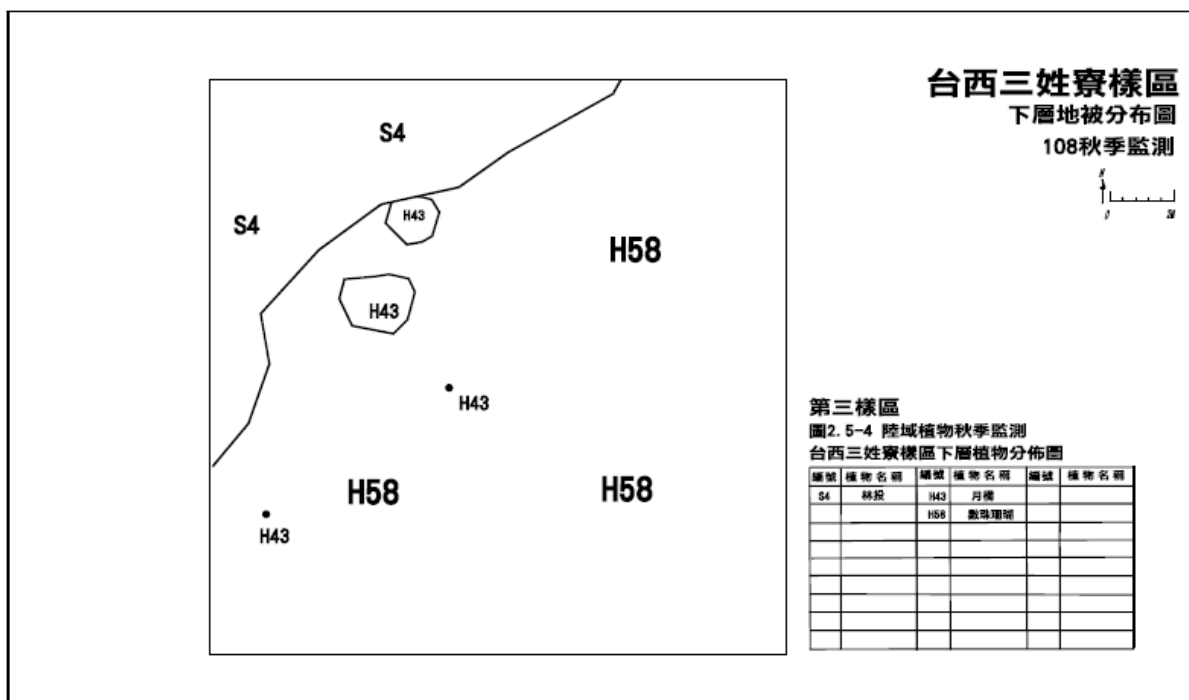 台西三姓寮樣區
下層地被分布圖
108秋季監測
N
0 2M
S4
S4
H43
H58
H43
H43
H58
H58
H43
第三樣區
圖2.5-4 陸域植物秋季監測
台西三姓寮樣區下層植物分佈圖
編號 植物名稱 編號 植物名稱 編號 植物名稱
S4 林投 H43 月橘
H58 數珠珊瑚